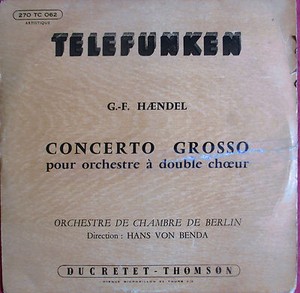 270 TC 062
ARTISTIQUE
TELEFUNKEN
G.-F. HÆNDEL
CONCERTO GROSSO
pour orchestre à double chœur
ORCHESTRE DE CHAMBRE DE BERLIN
Direction : HANS VON BENDA
DUCRETET-THOMSON